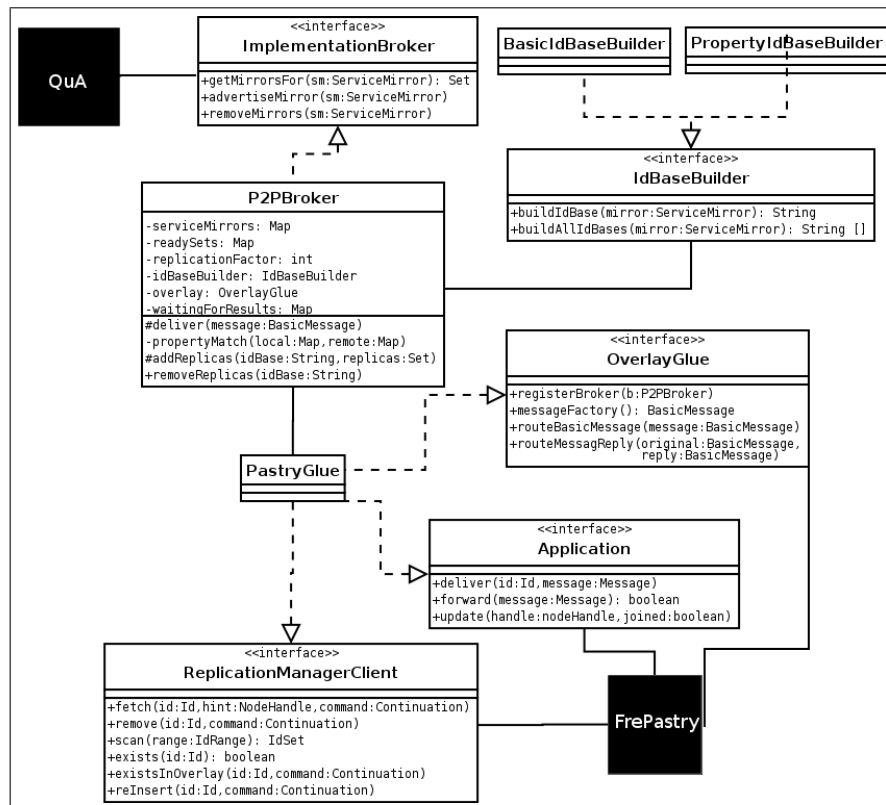 <<interface>>
ImplementationBroker
+getMirrorsFor(sm:ServiceMirror): Set
+advertiseMirror(sm:ServiceMirror)
+removeMirrors(sm:ServiceMirror)
QuA
BasicIdBaseBuilder
PropertyIdBaseBuilder
<<interface>>
IdBaseBuilder
+buildIdBase(mirror:ServiceMirror): String
+buildAllIdBases(mirror:ServiceMirror): String []
P2PBroker
-serviceMirrors: Map
-readySets: Map
-replicationFactor: int
-idBaseBuilder: IdBaseBuilder
-overlay: OverlayGlue
-waitingForResults: Map
#deliver(message:BasicMessage)
-propertyMatch(local:Map,remote:Map)
#addReplicas(idBase:String,replicas:Set)
+removeReplicas(idBase:String)
<<interface>>
OverlayGlue
+registerBroker(b:P2PBroker)
+messageFactory(): BasicMessage
+routeBasicMessage(message:BasicMessage)
+routeMessagReply(original:BasicMessage,
reply:BasicMessage)
PastryGlue
<<interface>>
Application
+deliver(id:Id,message:Message)
+forward(message:Message): boolean
+update(handle:nodeHandle,joined:boolean)
<<interface>>
ReplicationManagerClient
+fetch(id:Id,hint:NodeHandle,command:Continuation)
+remove(id:Id,command:Continuation)
+scan(range:IdRange): IdSet
+exists(id:Id): boolean
+existsInOverlay(id:Id,command:Continuation)
+reInsert(id:Id,command:Continuation)
FrePastry